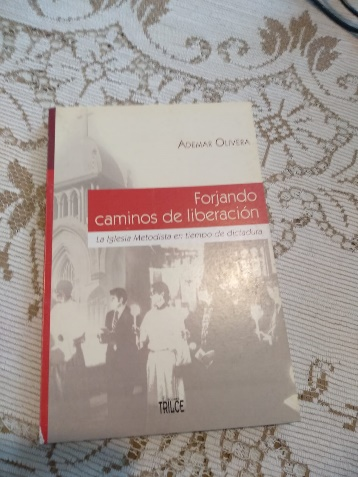 ADEMAR OLIVERA
Forjando
caminos de liberación
La Iglesia Metodista en tiempo de dictadura
TRILCE